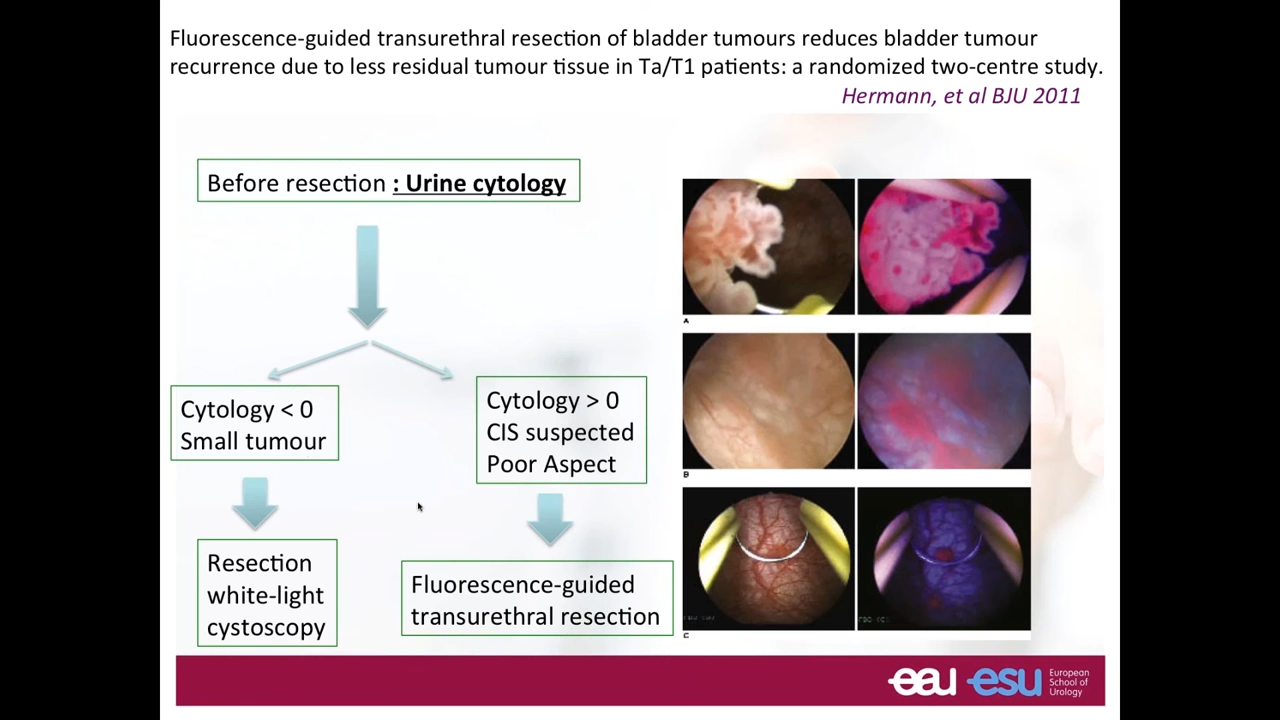 Fluorescence-guided transurethral resection of bladder tumours reduces bladder tumour
recurrence due to less residual tumour tissue in Ta/T1 patients: a randomized two-centre study.
Hermann, et al BJU 2011
Before resection : Urine cytology
Cytology < 0
Small tumour
Cytology > 0
CIS suspected
Poor Aspect
Resection
white-light
cystoscopy
Fluorescence-guided
transurethral resection
A
B
C
eau esu European
School of
Urology